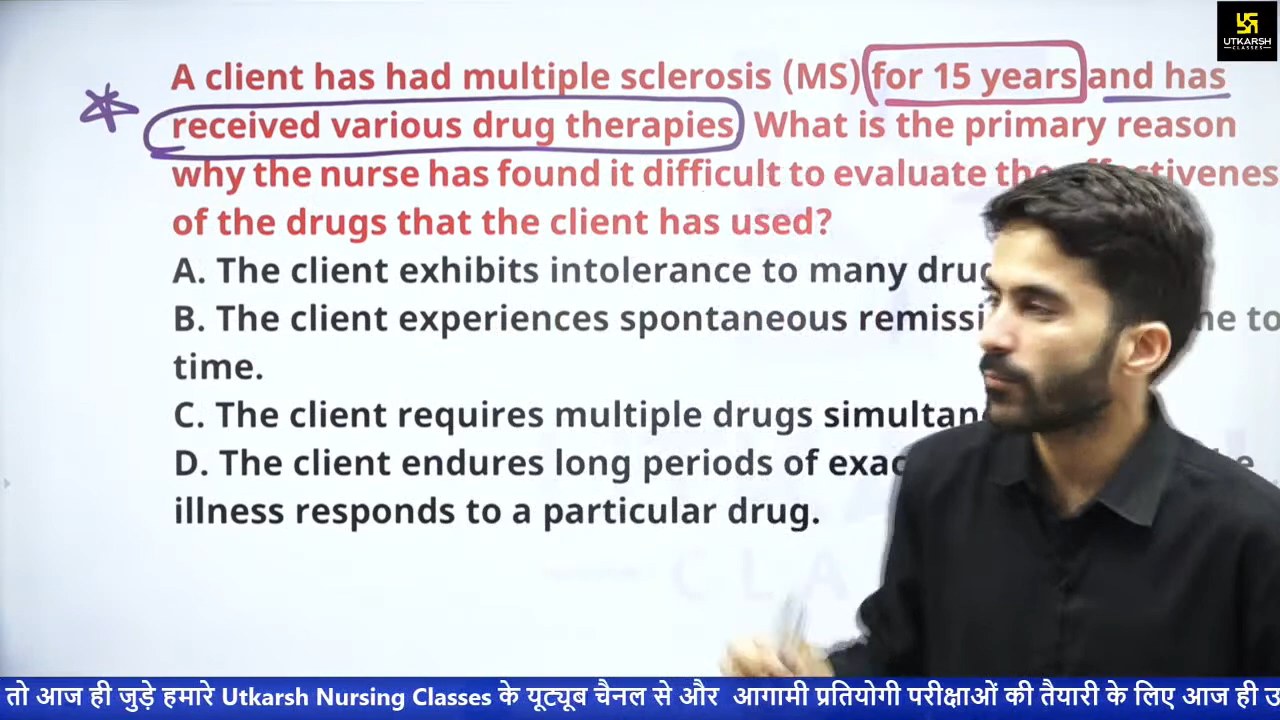 UTKARSH
CLASSES
A client has had multiple sclerosis (MS) for 15 years and has
received various drug therapies. What is the primary reason
why the nurse has found it difficult to evaluate the
of the drugs that the client has used?
A. The client exhibits intolerance to many
B. The client experiences spontaneous to
time.
C. The client requires multiple drugs
D. The client endures long periods of
illness responds to a particular drug.
तो आज ही जुड़े हमारे Utkarsh Nursing Classes के यूट्यूब चैनल से और आगामी प्रतियोगी परीक्षाओं की तैयारी के लिए आज ही